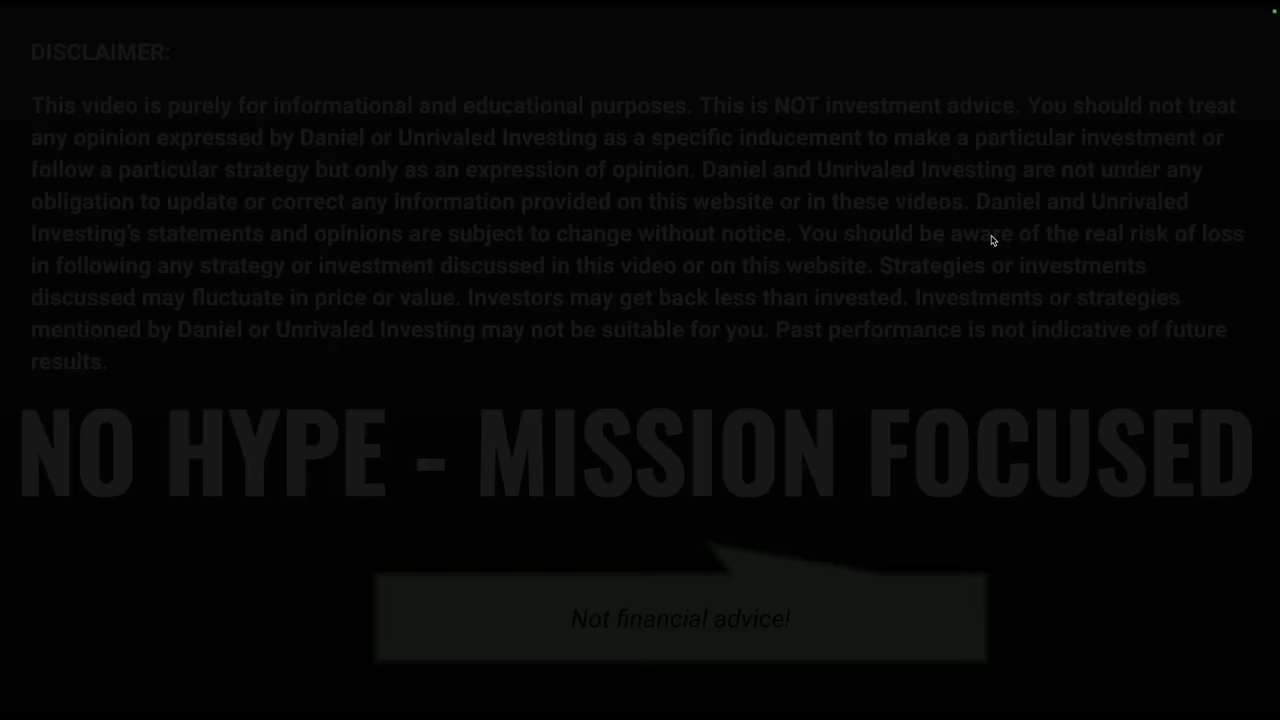 DISCLAIMER:
This video is purely for informational and educational purposes. This is NOT investment advice. You should not treat
any opinion expressed by Daniel or Unrivaled Investing as a specific inducement to make a particular investment or
follow a particular strategy but only as an expression of opinion. Daniel and Unrivaled Investing are not under any
obligation to update or correct any information provided on this website or in these videos. Daniel and Unrivaled
Investing's statements and opinions are subject to change without notice. You should be aware of the real risk of loss
in following any strategy or investment discussed in this video or on this website. Strategies or investments
discussed may fluctuate in price or value. Investors may get back less than invested. Investments or strategies
mentioned by Daniel or Unrivaled Investing may not be suitable for you. Past performance is not indicative of future
results.
NO HYPE - MISSION FOCUSED
Not financial advice!